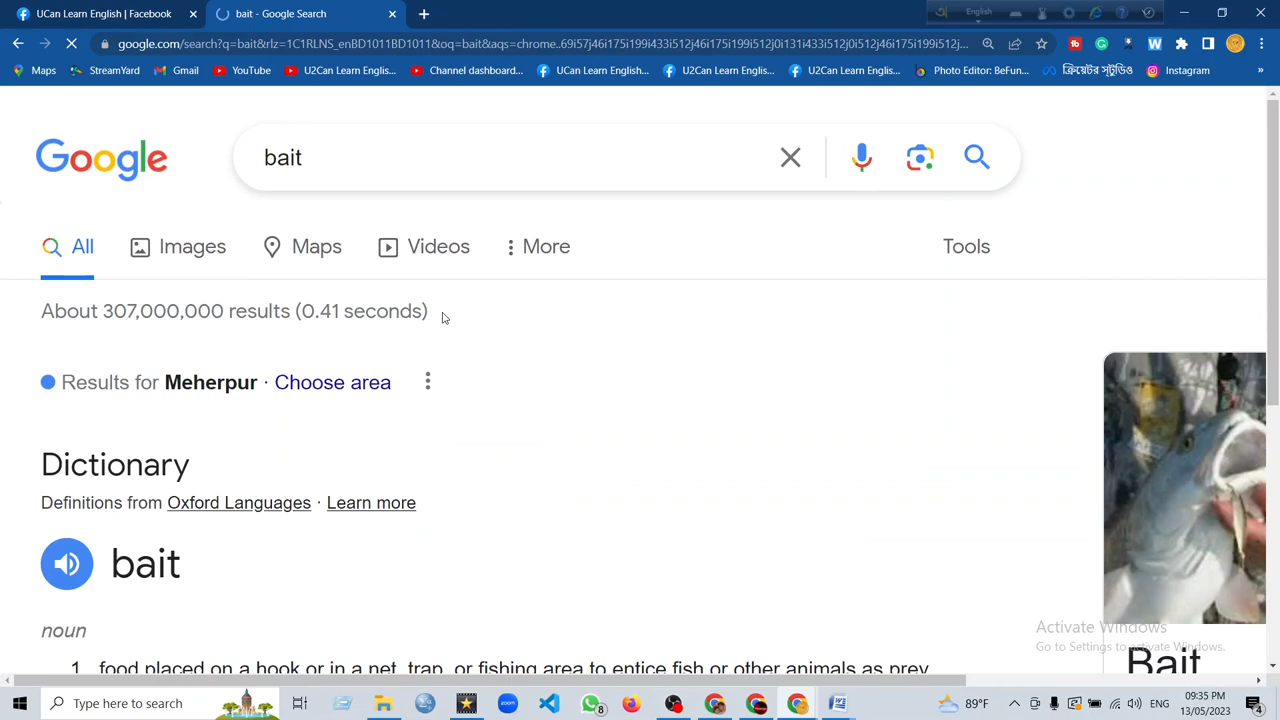 UCan Learn English | Facebook
bait - Google Search
English
google.com/search?q=bait&rlz=1C1RLNS_enBD1011BD1011&oq=bait&aqs=chrome..69i57j46i175i199i433i512j46i175i199i512j0i131i433i512j0i512j46i175i199i512j0i512j46i175i199i512j0i512j46i175...
Maps
StreamYard
Gmail
YouTube
U2Can Learn Englis...
Channel dashboard...
UCan Learn English...
U2Can Learn Englis...
U2Can Learn Englis...
Photo Editor: BeFun...
ক্রিয়েটর স্টুডিও
Instagram
»
Google
bait
All
Images
Maps
Videos
More
Tools
About 307,000,000 results (0.41 seconds)
Results for Meherpur · Choose area
Dictionary
Definitions from Oxford Languages · Learn more
bait
noun
1. food placed on a hook or in a net, trap, or fishing area to entice fish or other animals as prey
Bait
Activate Windows
Go to Settings to activate Windows.
Type here to search
8
89°F
ENG
09:35 PM
13/05/2023
4